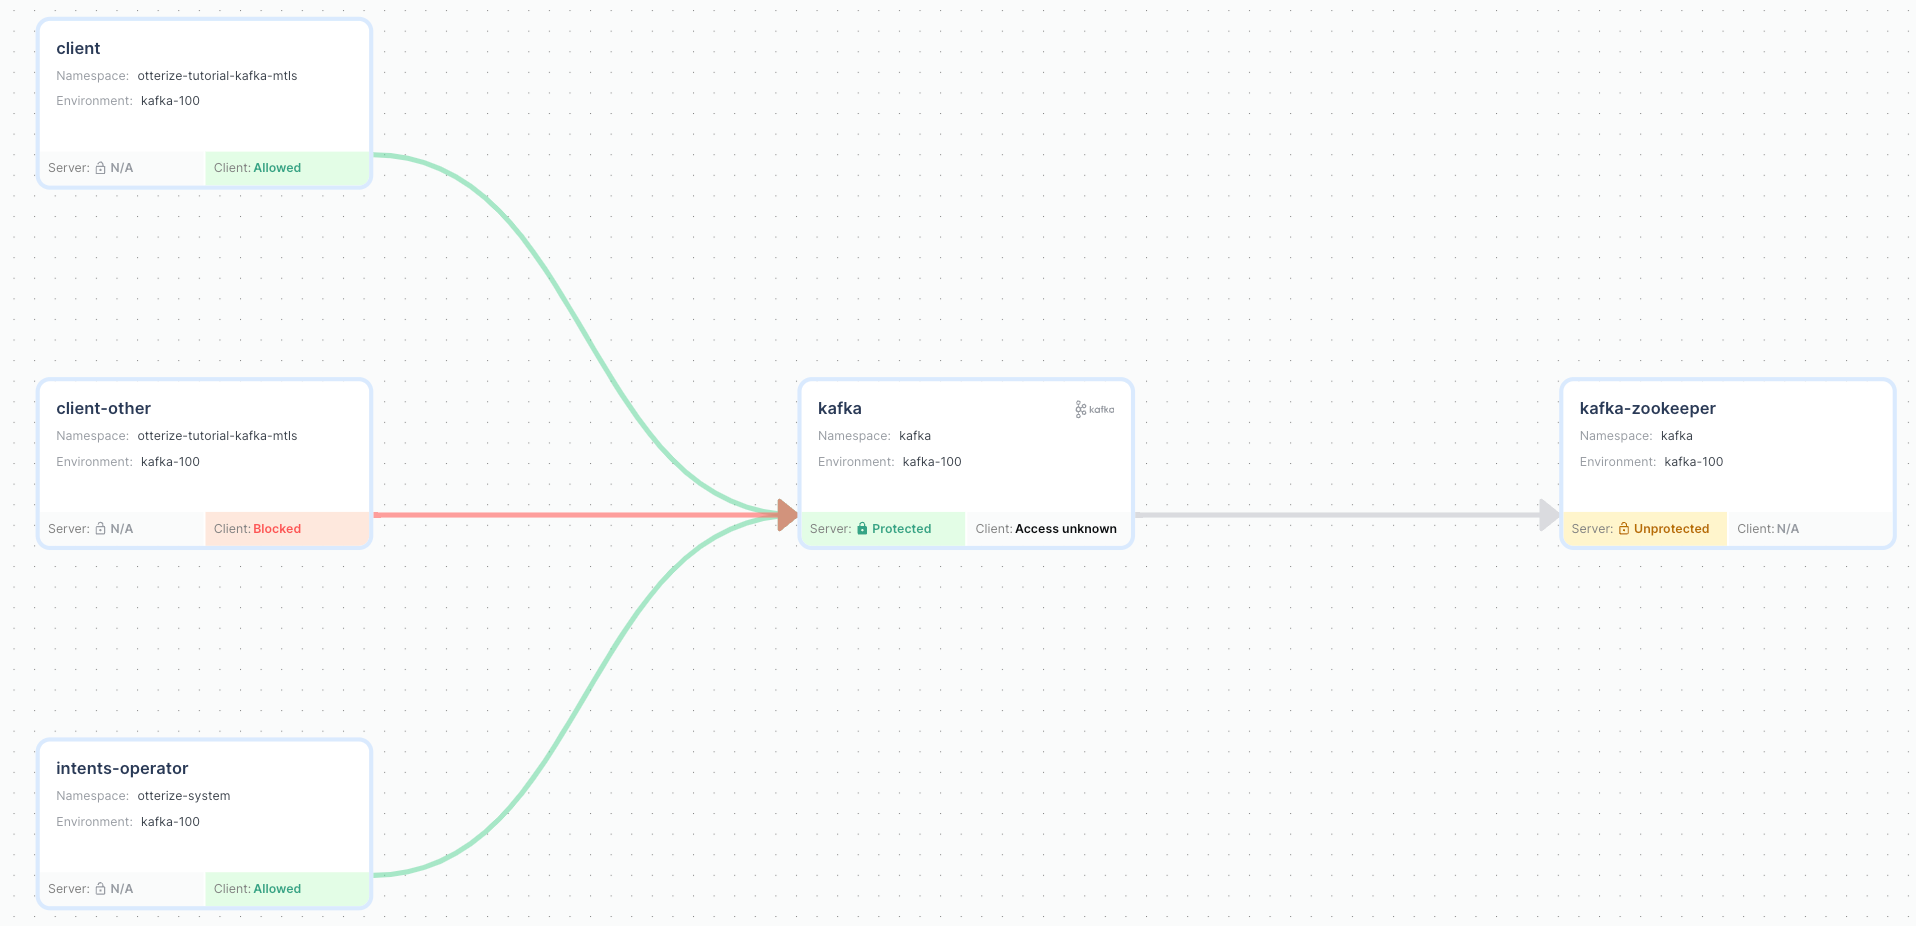 client
Namespace: otterize-tutorial-kafka-mtls
Environment: kafka-100
Server: N/A Client: Allowed
client-other
Namespace: otterize-tutorial-kafka-mtls
Environment: kafka-100
Server: N/A Client: Blocked
kafka kafka
Namespace: kafka
Environment: kafka-100
Server: Protected Client: Access unknown
kafka-zookeeper
Namespace: kafka
Environment: kafka-100
Server: Unprotected Client: N/A
intents-operator
Namespace: otterize-system
Environment: kafka-100
Server: N/A Client: Allowed